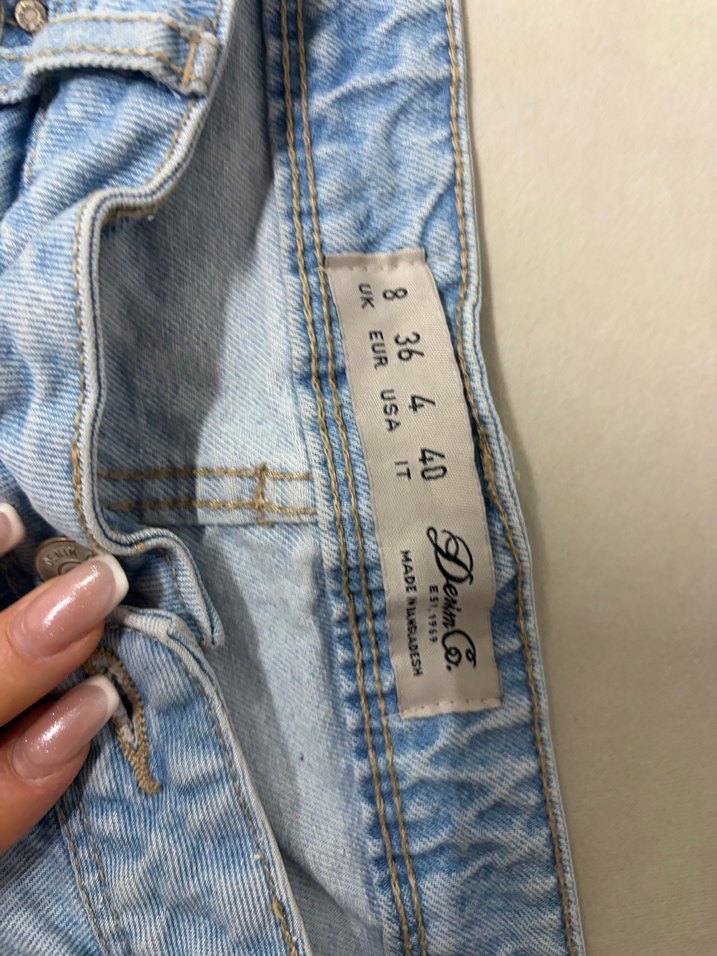 8 36 4 40
UK EUR USA IT
Denim Co.
EST. 1969
MADE IN BANGLADESH